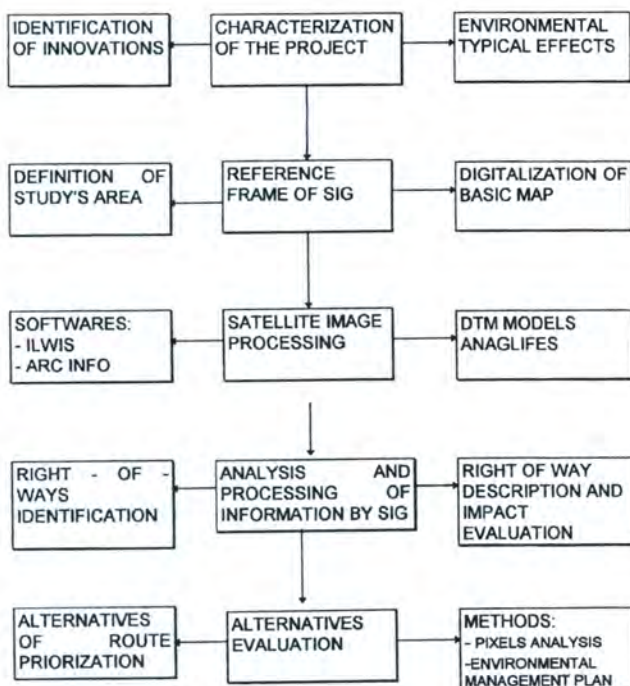 IDENTIFICATION
OF INNOVATIONS
CHARACTERIZATION
OF THE PROJECT
ENVIRONMENTAL
TYPICAL EFFECTS
DEFINITION OF
STUDY'S AREA
REFERENCE
FRAME OF SIG
DIGITALIZATION OF
BASIC MAP
SOFTWARES:
- ILWIS
- ARC INFO
SATELLITE IMAGE
PROCESSING
DTM MODELS
ANAGLIFES
RIGHT - OF -
WAYS
IDENTIFICATION
ANALYSIS AND
PROCESSING OF
INFORMATION BY SIG
RIGHT OF WAY
DESCRIPTION AND
IMPACT
EVALUATION
ALTERNATIVES
OF ROUTE
PRIORIZATION
ALTERNATIVES
EVALUATION
METHODS:
- PIXELS ANALYSIS
-ENVIRONMENTAL
MANAGEMENT PLAN